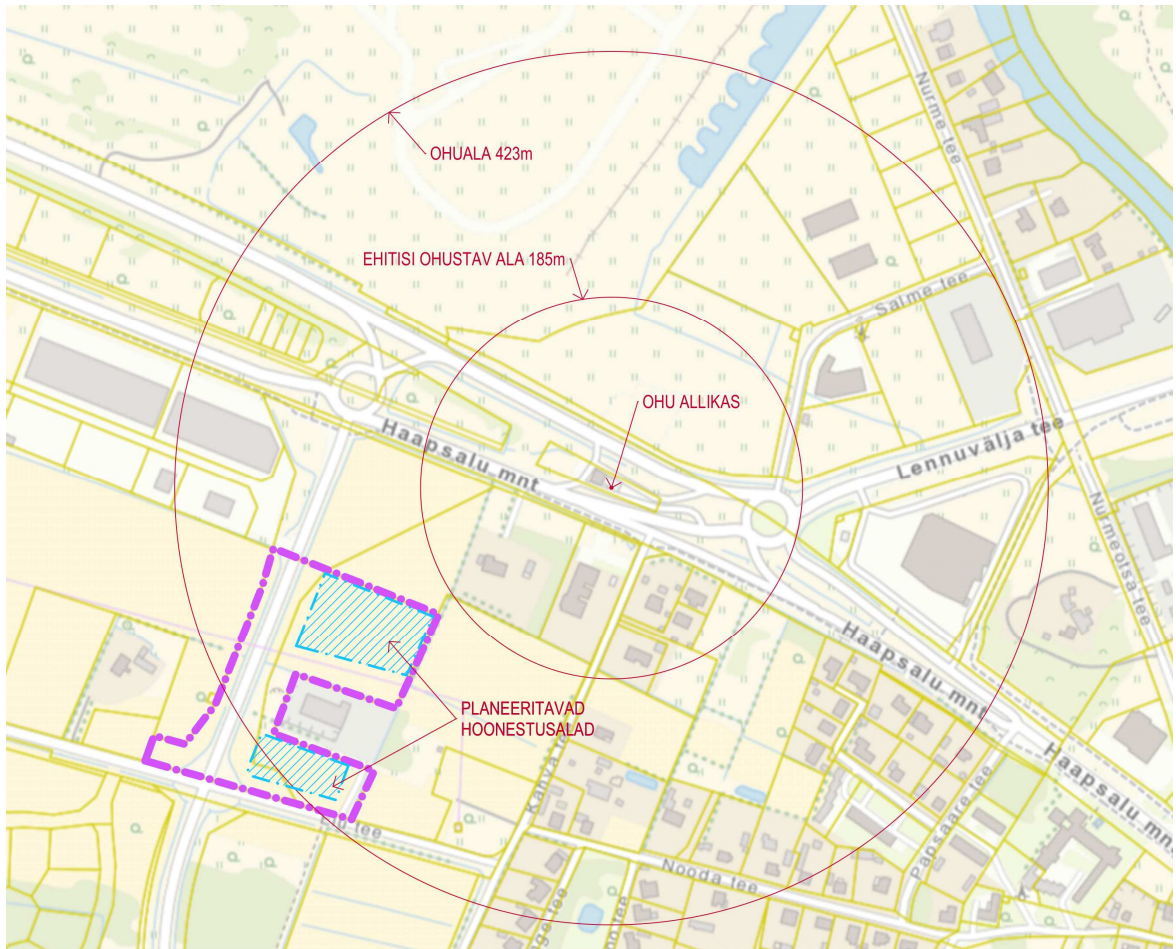 Nurme tee
OHUALA 423m
EHITISI OHUSTAV ALA 185m
Salme tee
OHU ALLIKAS
Haapsalu mnt
Lennuvälja tee
Nurmeotsa tee
Haapsalu mnt
PLANEERITAVAD
HOONESTUSALAD
Haapsalu mnt
Papsaare tee
tee
Nooda tee